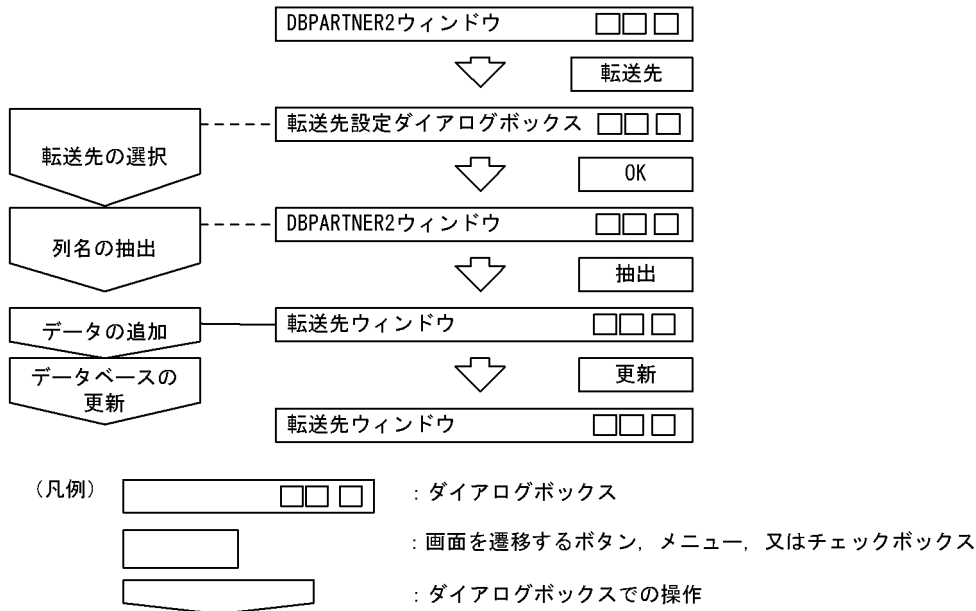 DBPARTNER2ウィンドウ
転送先
転送先設定ダイアログボックス
転送先の選択
OK
DBPARTNER2ウィンドウ
列名の抽出
抽出
転送先ウィンドウ
データの追加
更新
データベースの
更新
転送先ウィンドウ
(凡例)
:ダイアログボックス
:画面を遷移するボタン,メニュー,又はチェックボックス
:ダイアログボックスでの操作